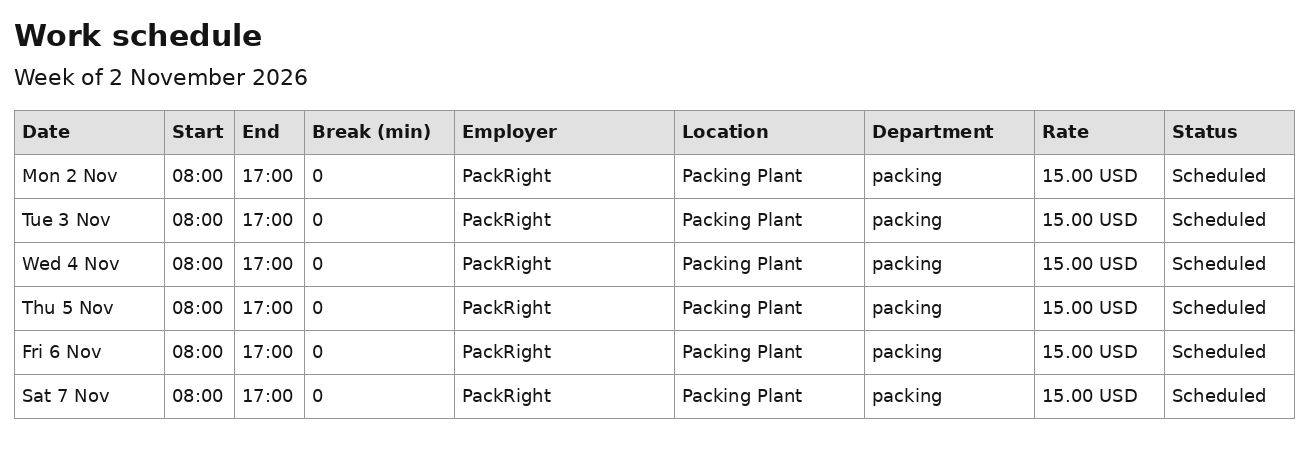 Work schedule
Week of 2 November 2026
Date Start End Break (min) Employer Location Department Rate Status
Mon 2 Nov 08:00 17:00 0 PackRight Packing Plant packing 15.00 USD Scheduled
Tue 3 Nov 08:00 17:00 0 PackRight Packing Plant packing 15.00 USD Scheduled
Wed 4 Nov 08:00 17:00 0 PackRight Packing Plant packing 15.00 USD Scheduled
Thu 5 Nov 08:00 17:00 0 PackRight Packing Plant packing 15.00 USD Scheduled
Fri 6 Nov 08:00 17:00 0 PackRight Packing Plant packing 15.00 USD Scheduled
Sat 7 Nov 08:00 17:00 0 PackRight Packing Plant packing 15.00 USD Scheduled